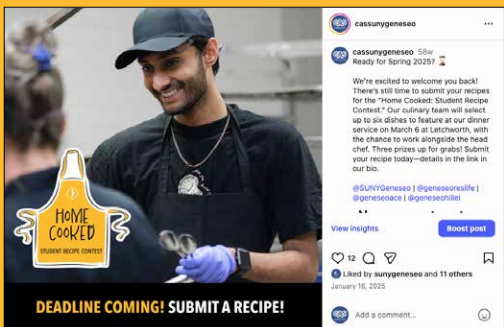 HOME
COOKED
STUDENT RECIPE CONTEST
DEADLINE COMING! SUBMIT A RECIPE!
cassunygeneseo
cassunygeneseo 58w
Ready for Spring 2025? ⏳
We're excited to welcome you back!
There's still time to submit your recipes
for the "Home Cooked: Student Recipe
Contest." Our culinary team will select
up to six dishes to feature at our dinner
service on March 6 at Letchworth, with
the chance to work alongside the head
chef. Three prizes up for grabs! Submit
your recipe today—details in the link in
our bio.
@SUNYGeneseo | @geneseoreslife |
@geneseoace | @geneseohillel
View insights
Boost post
12
Liked by sunygeneseo and 11 others
January 16, 2025
Add a comment...